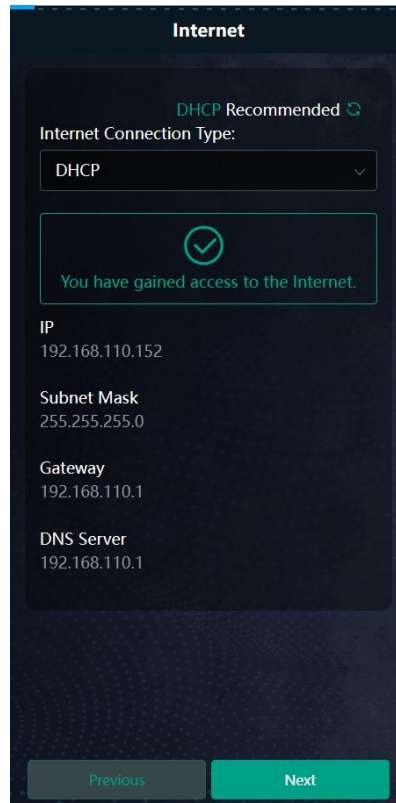 Internet
DHCP Recommended
Internet Connection Type:
DHCP
You have gained access to the Internet.
IP
192.168.110.152
Subnet Mask
255.255.255.0
Gateway
192.168.110.1
DNS Server
192.168.110.1
Previous
Next